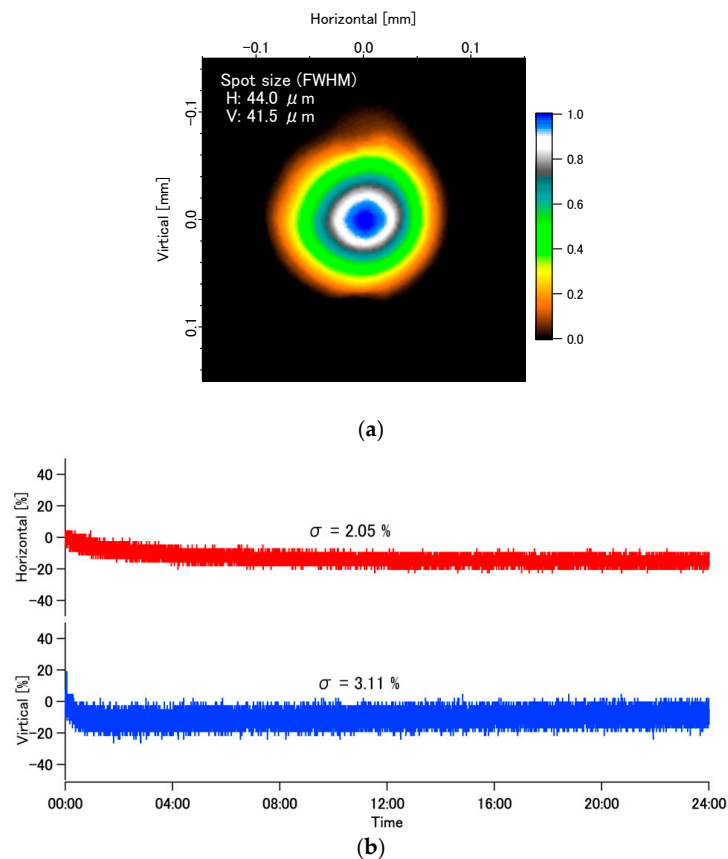 Horizontal [mm]
−0.1 0.0 0.1
Spot size (FWHM)
H: 44.0 μm
V: 41.5 μm
Virtical [mm]
−0.1
0.0
0.1
1.0
0.8
0.6
0.4
0.2
0.0
(a)
Horizontal [%]
40
20
0
−20
−40
σ = 2.05 %
Virtical [%]
40
20
0
−20
−40
σ = 3.11 %
00:00 04:00 08:00 12:00 16:00 20:00 24:00
Time
(b)